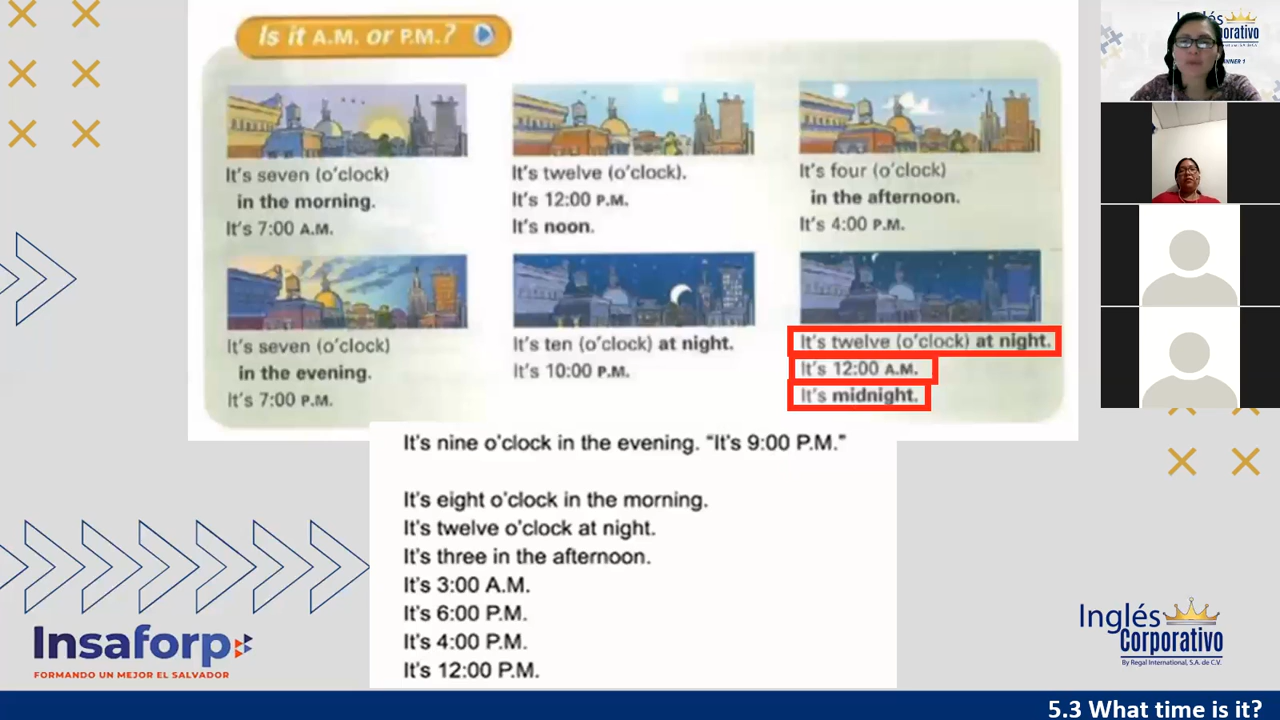 Is it A.M. or P.M.?
It's seven (o'clock)
in the morning.
It's 7:00 A.M.
It's twelve (o'clock).
It's 12:00 P.M.
It's noon.
It's four (o'clock)
in the afternoon.
It's 4:00 P.M.
It's seven (o'clock)
in the evening.
It's 7:00 P.M.
It's ten (o'clock) at night.
It's 10:00 P.M.
It's twelve (o'clock) at night.
It's 12:00 A.M.
It's midnight.
It's nine o'clock in the evening. "It's 9:00 P.M."
It's eight o'clock in the morning.
It's twelve o'clock at night.
It's three in the afternoon.
It's 3:00 A.M.
It's 6:00 P.M.
It's 4:00 P.M.
It's 12:00 P.M.
Inglés
Corporativo
Insaforp
FORMANDO UN MEJOR EL SALVADOR
Inglés
Corporativo
By Regal International, S.A. de C.V.
5.3 What time is it?